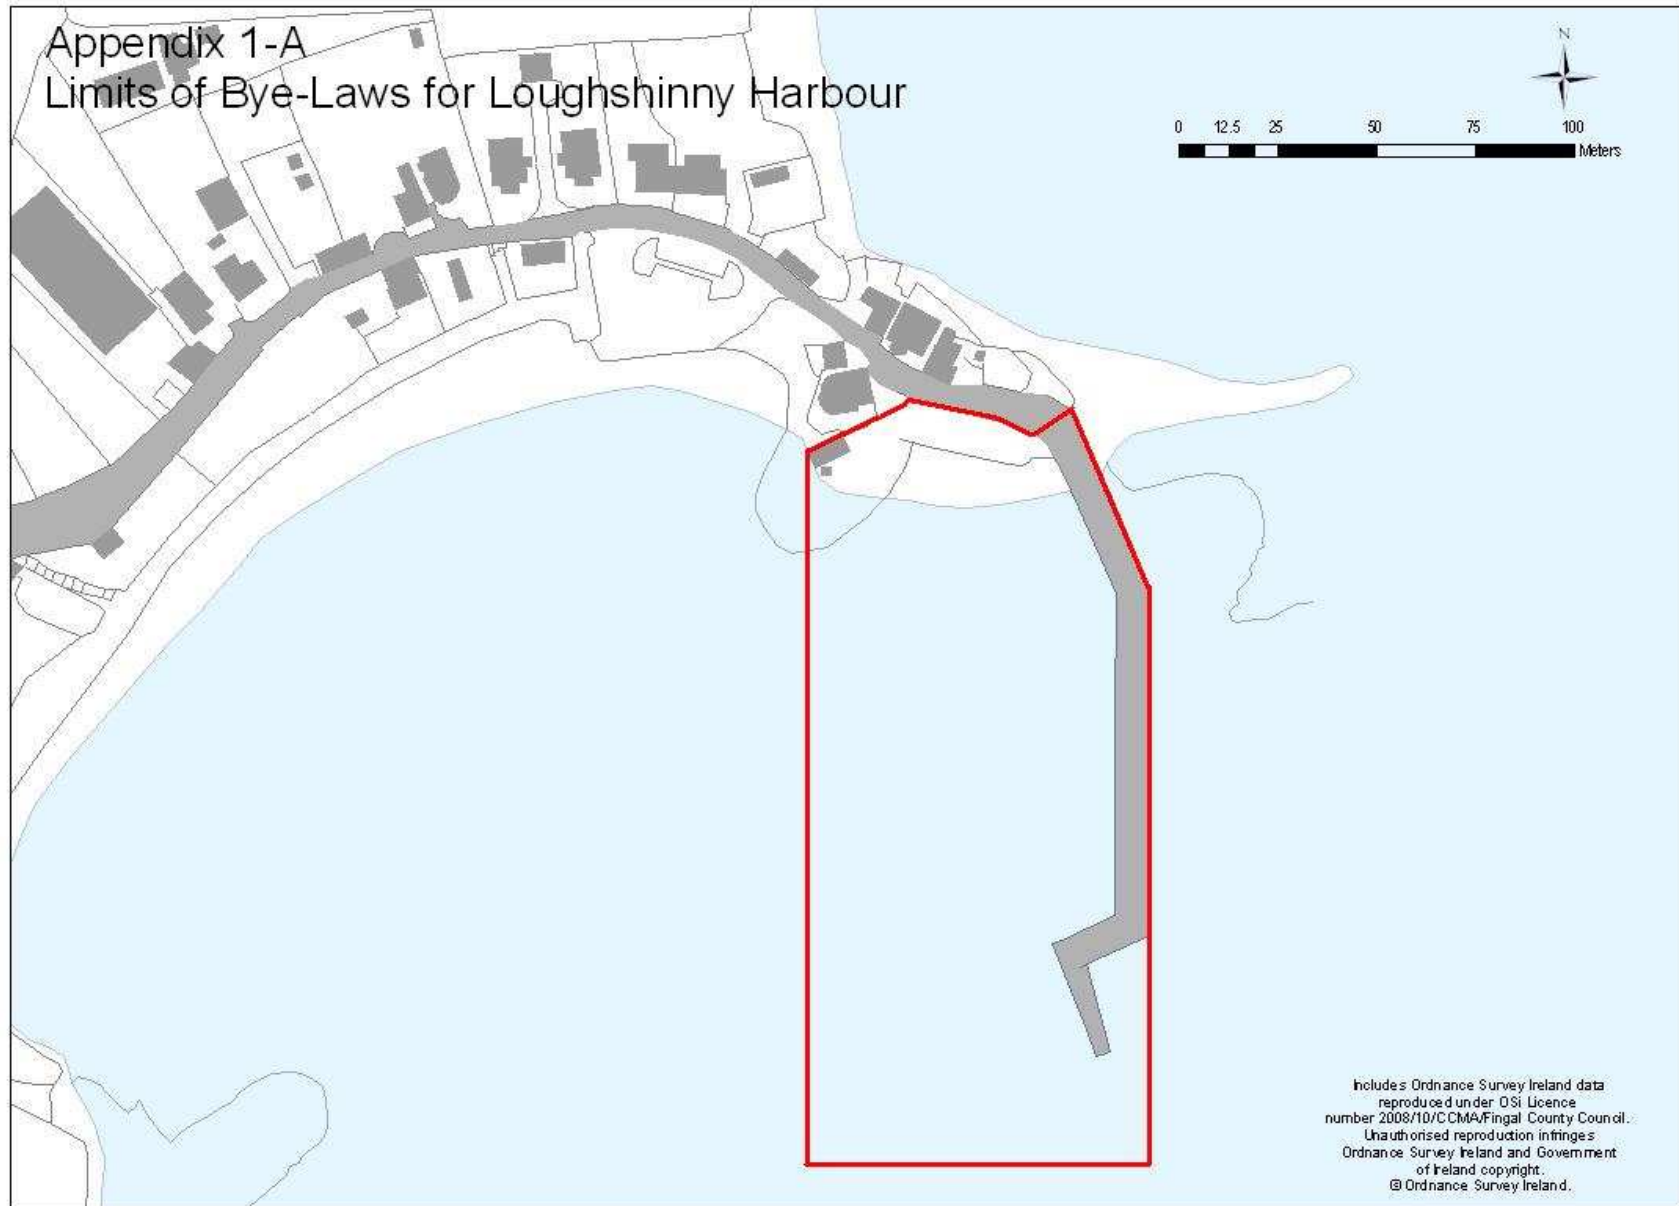 Appendix 1-A
Limits of Bye-Laws for Loughshinny Harbour
N
0 12.5 25 50 75 100
Meters
Includes Ordnance Survey Ireland data
reproduced under OSi Licence
number 2008/10/CCMA/Fingal County Council.
Unauthorised reproduction infringes
Ordnance Survey Ireland and Government
of Ireland copyright.
© Ordnance Survey Ireland.